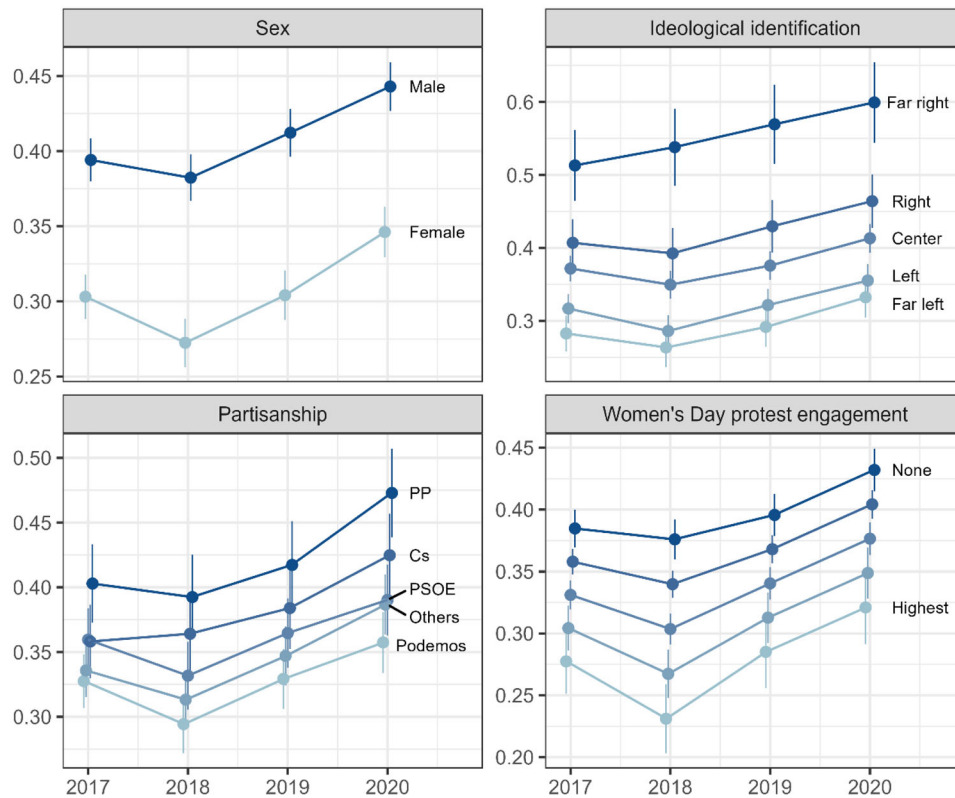 Sex
0.45
0.40
0.35
0.30
0.25
Male
Female
Ideological identification
0.6
0.5
0.4
0.3
Far right
Right
Center
Left
Far left
Partisanship
0.50
0.45
0.40
0.35
0.30
PP
Cs
PSOE
Others
Podemos
2017 2018 2019 2020
Women's Day protest engagement
0.45
0.40
0.35
0.30
0.25
0.20
None
Highest
2017 2018 2019 2020